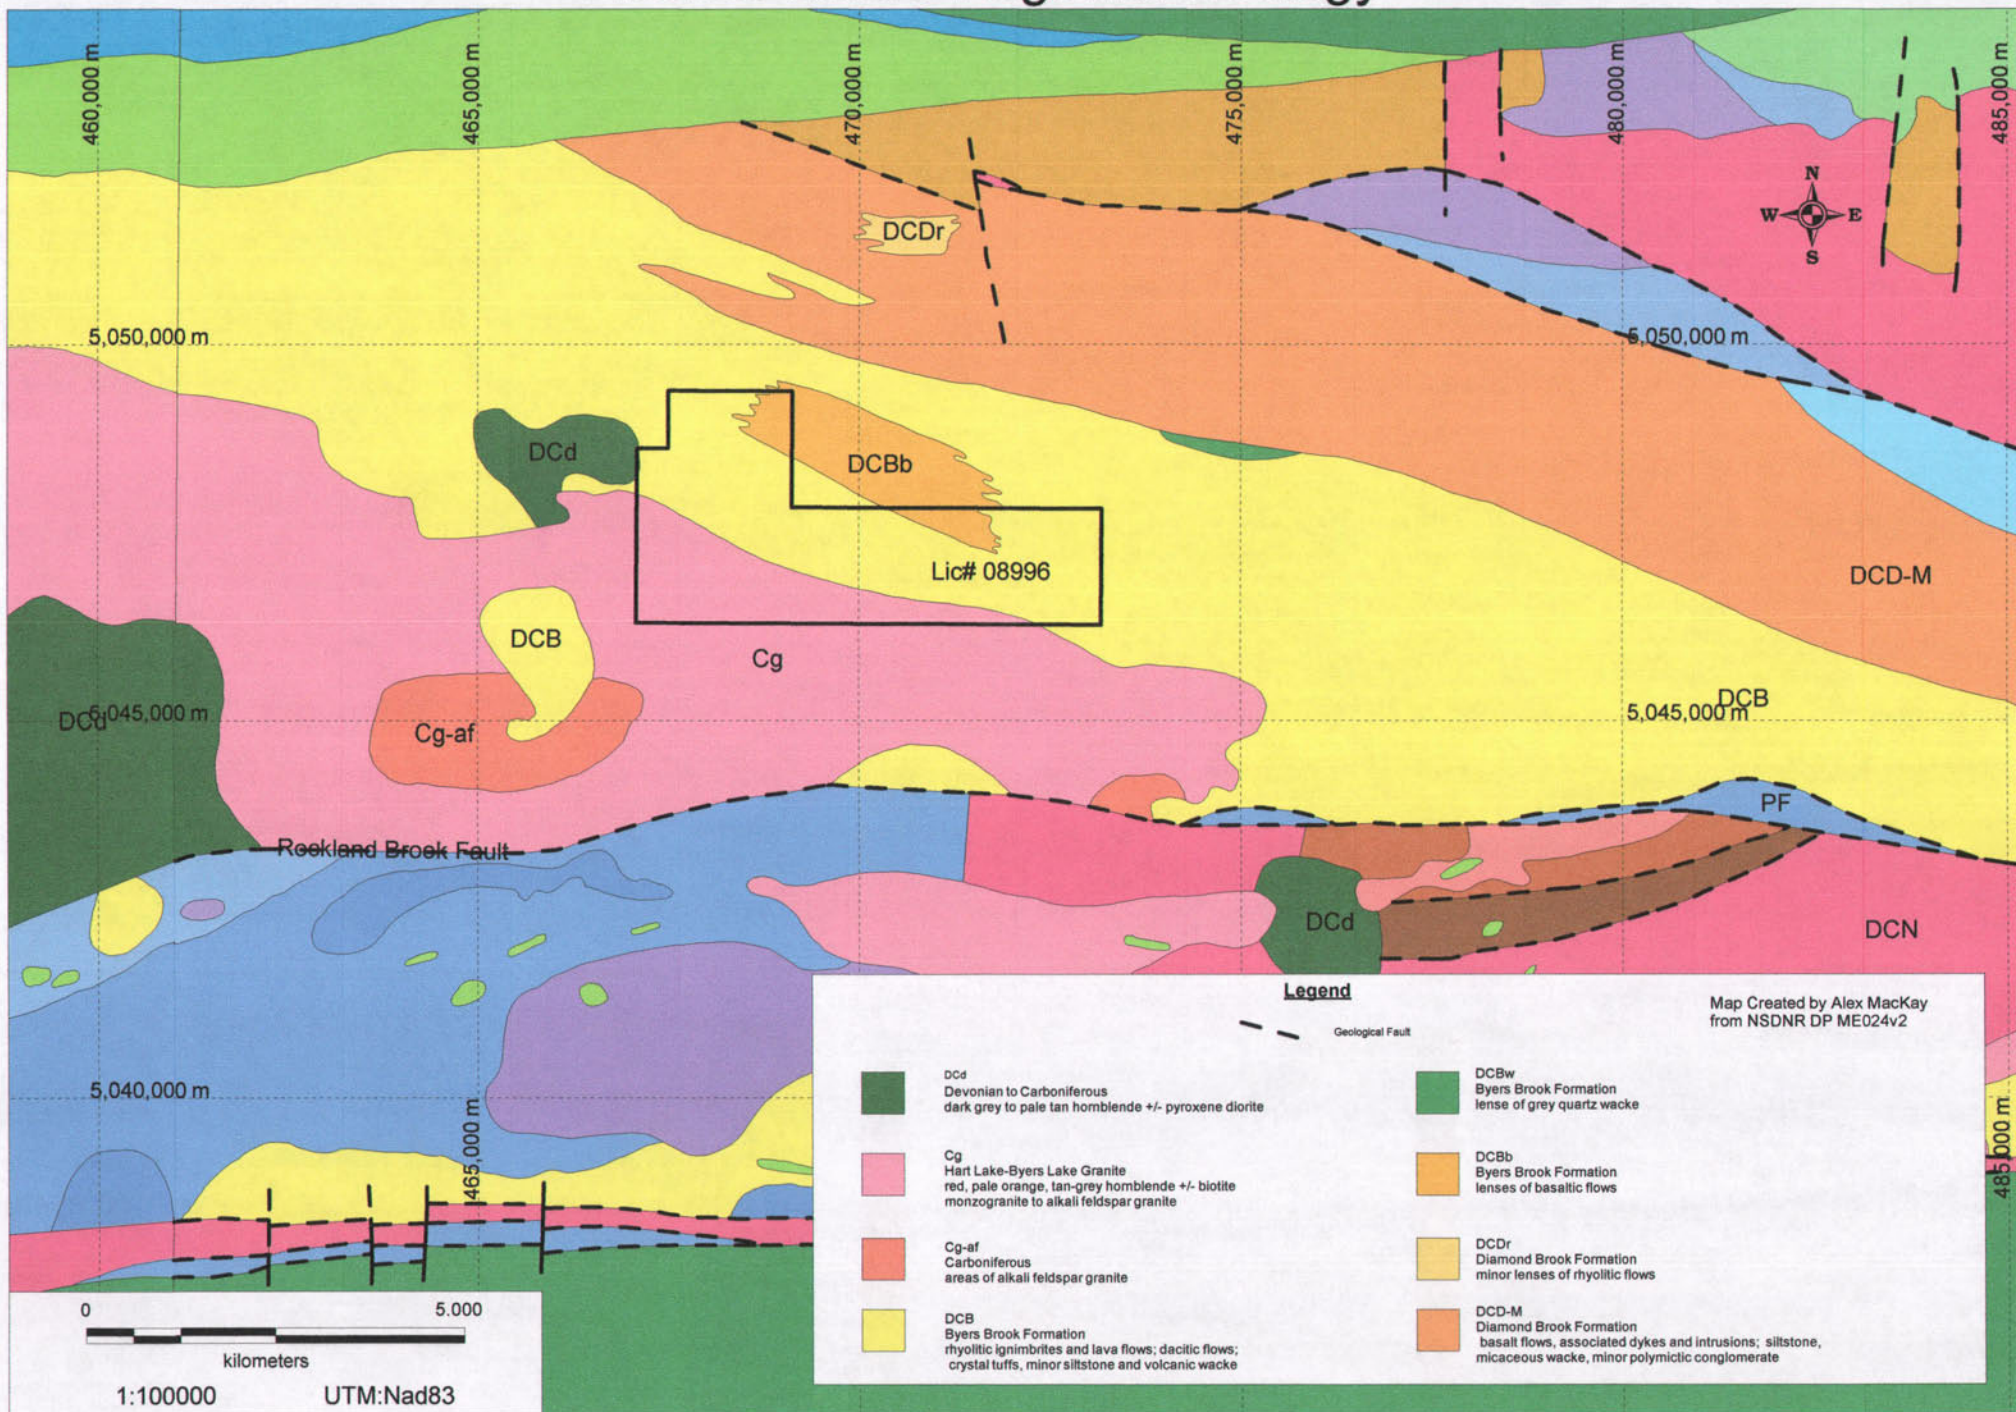 460,000 m
465,000 m
470,000 m
475,000 m
480,000 m
485,000 m
N
W E
S
DCDr
5,050,000 m
5,050,000 m
DCd
DCBb
Lic# 08996
DCD-M
DCB
Cg
DCB
DCd
5,045,000 m
5,045,000 m
Cg-af
PF
Rockland Brook Fault
DCd
DCN
5,040,000 m
465,000 m
485,000 m
Legend
Geological Fault
Map Created by Alex MacKay
from NSDNR DP ME024v2
DCd
Devonian to Carboniferous
dark grey to pale tan hornblende +/- pyroxene diorite
Cg
Hart Lake-Byers Lake Granite
red, pale orange, tan-grey hornblende +/- biotite
monzogranite to alkali feldspar granite
Cg-af
Carboniferous
areas of alkali feldspar granite
DCB
Byers Brook Formation
rhyolitic ignimbrites and lava flows; dacitic flows;
crystal tuffs, minor siltstone and volcanic wacke
DCBw
Byers Brook Formation
lense of grey quartz wacke
DCBb
Byers Brook Formation
lenses of basaltic flows
DCDr
Diamond Brook Formation
minor lenses of rhyolitic flows
DCD-M
Diamond Brook Formation
basalt flows, associated dykes and intrusions; siltstone,
micaceous wacke, minor polymictic conglomerate
0 5.000
kilometers
1:100000 UTM:Nad83